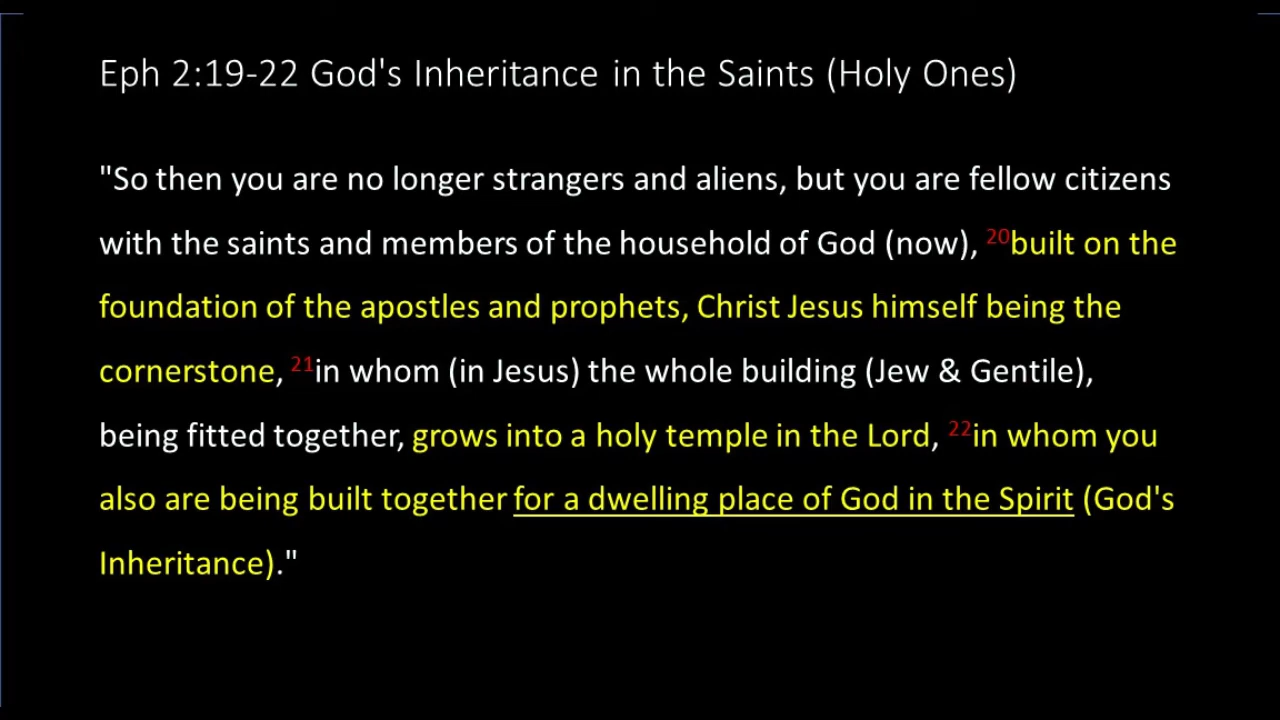 Eph 2:19-22 God's Inheritance in the Saints (Holy Ones)
"So then you are no longer strangers and aliens, but you are fellow citizens
with the saints and members of the household of God (now), 20built on the
foundation of the apostles and prophets, Christ Jesus himself being the
cornerstone, 21in whom (in Jesus) the whole building (Jew & Gentile),
being fitted together, grows into a holy temple in the Lord, 22in whom you
also are being built together for a dwelling place of God in the Spirit (God's
Inheritance)."